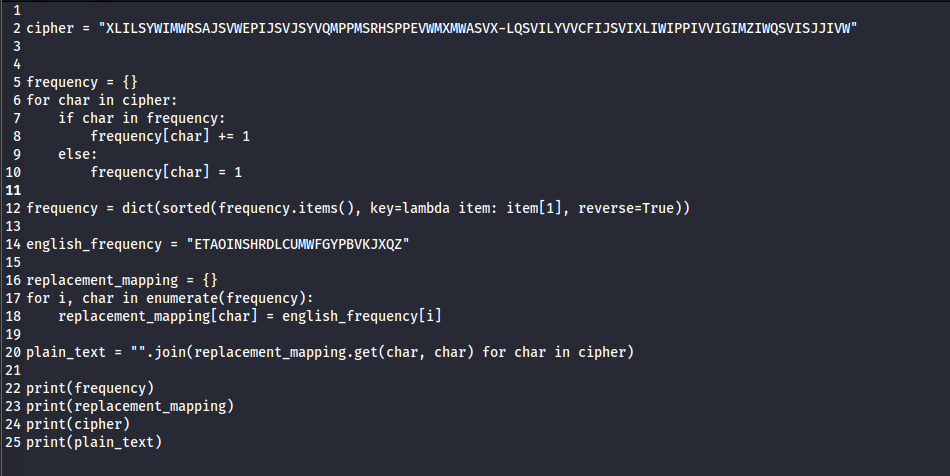 1
2 cipher = "XLILSYWIMWRSAJSVWEPIJSVJSYVQMPPMSRHSPPEVWMXMWASVX-LQSVILYVVCFIJSVIXLIWIPPIVVIGIMZIWQSVISJJIVW"
3
4
5 frequency = {}
6 for char in cipher:
7     if char in frequency:
8         frequency[char] += 1
9     else:
10         frequency[char] = 1
11
12 frequency = dict(sorted(frequency.items(), key=lambda item: item[1], reverse=True))
13
14 english_frequency = "ETAOINSHRDLCUMWFGYPBVKJXQZ"
15
16 replacement_mapping = {}
17 for i, char in enumerate(frequency):
18     replacement_mapping[char] = english_frequency[i]
19
20 plain_text = "".join(replacement_mapping.get(char, char) for char in cipher)
21
22 print(frequency)
23 print(replacement_mapping)
24 print(cipher)
25 print(plain_text)